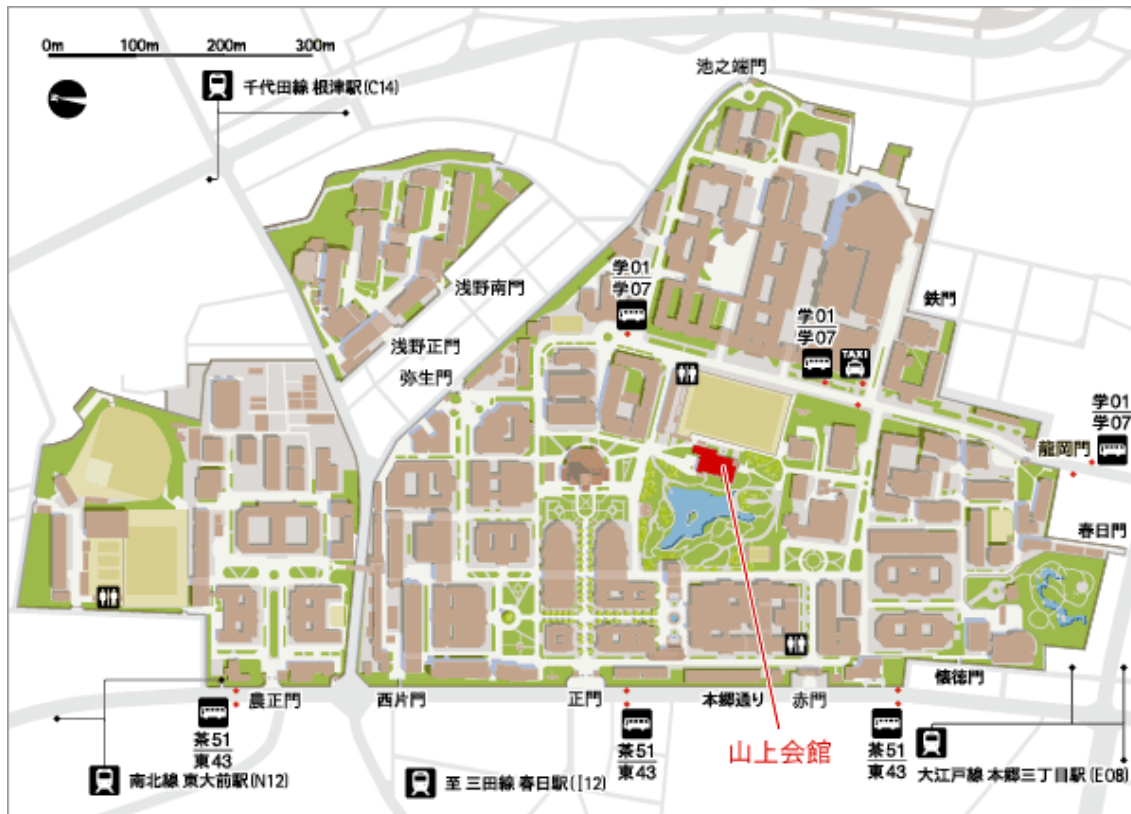 0m 100m 200m 300m
千代田線 根津駅(C14)
池之端門
浅野南門
学01
学07
学01
学07
TAXI
鉄門
浅野正門
弥生門
学01
学07
龍岡門
春日門
農正門
西片門
正門
本郷通り
赤門
懐徳門
茶51
東43
茶51
東43
山上会館
茶51
東43
南北線 東大前駅(N12)
至 三田線 春日駅(I12)
大江戸線 本郷三丁目駅(E08)